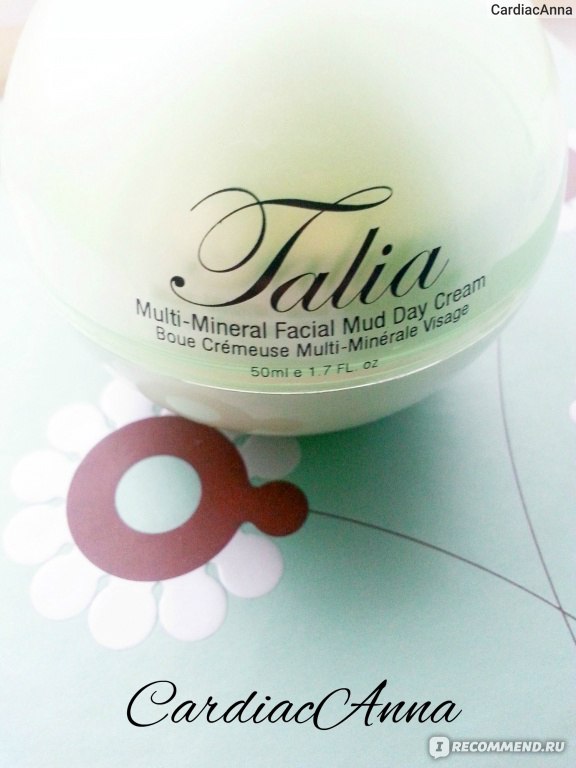 CardiacAnna
Talia
Multi-Mineral Facial Mud Day Cream
Boue Crémeuse Multi-Minérale Visage
50ml e 1.7 FL. oz
CardiacAnna
I RECOMMEND.RU